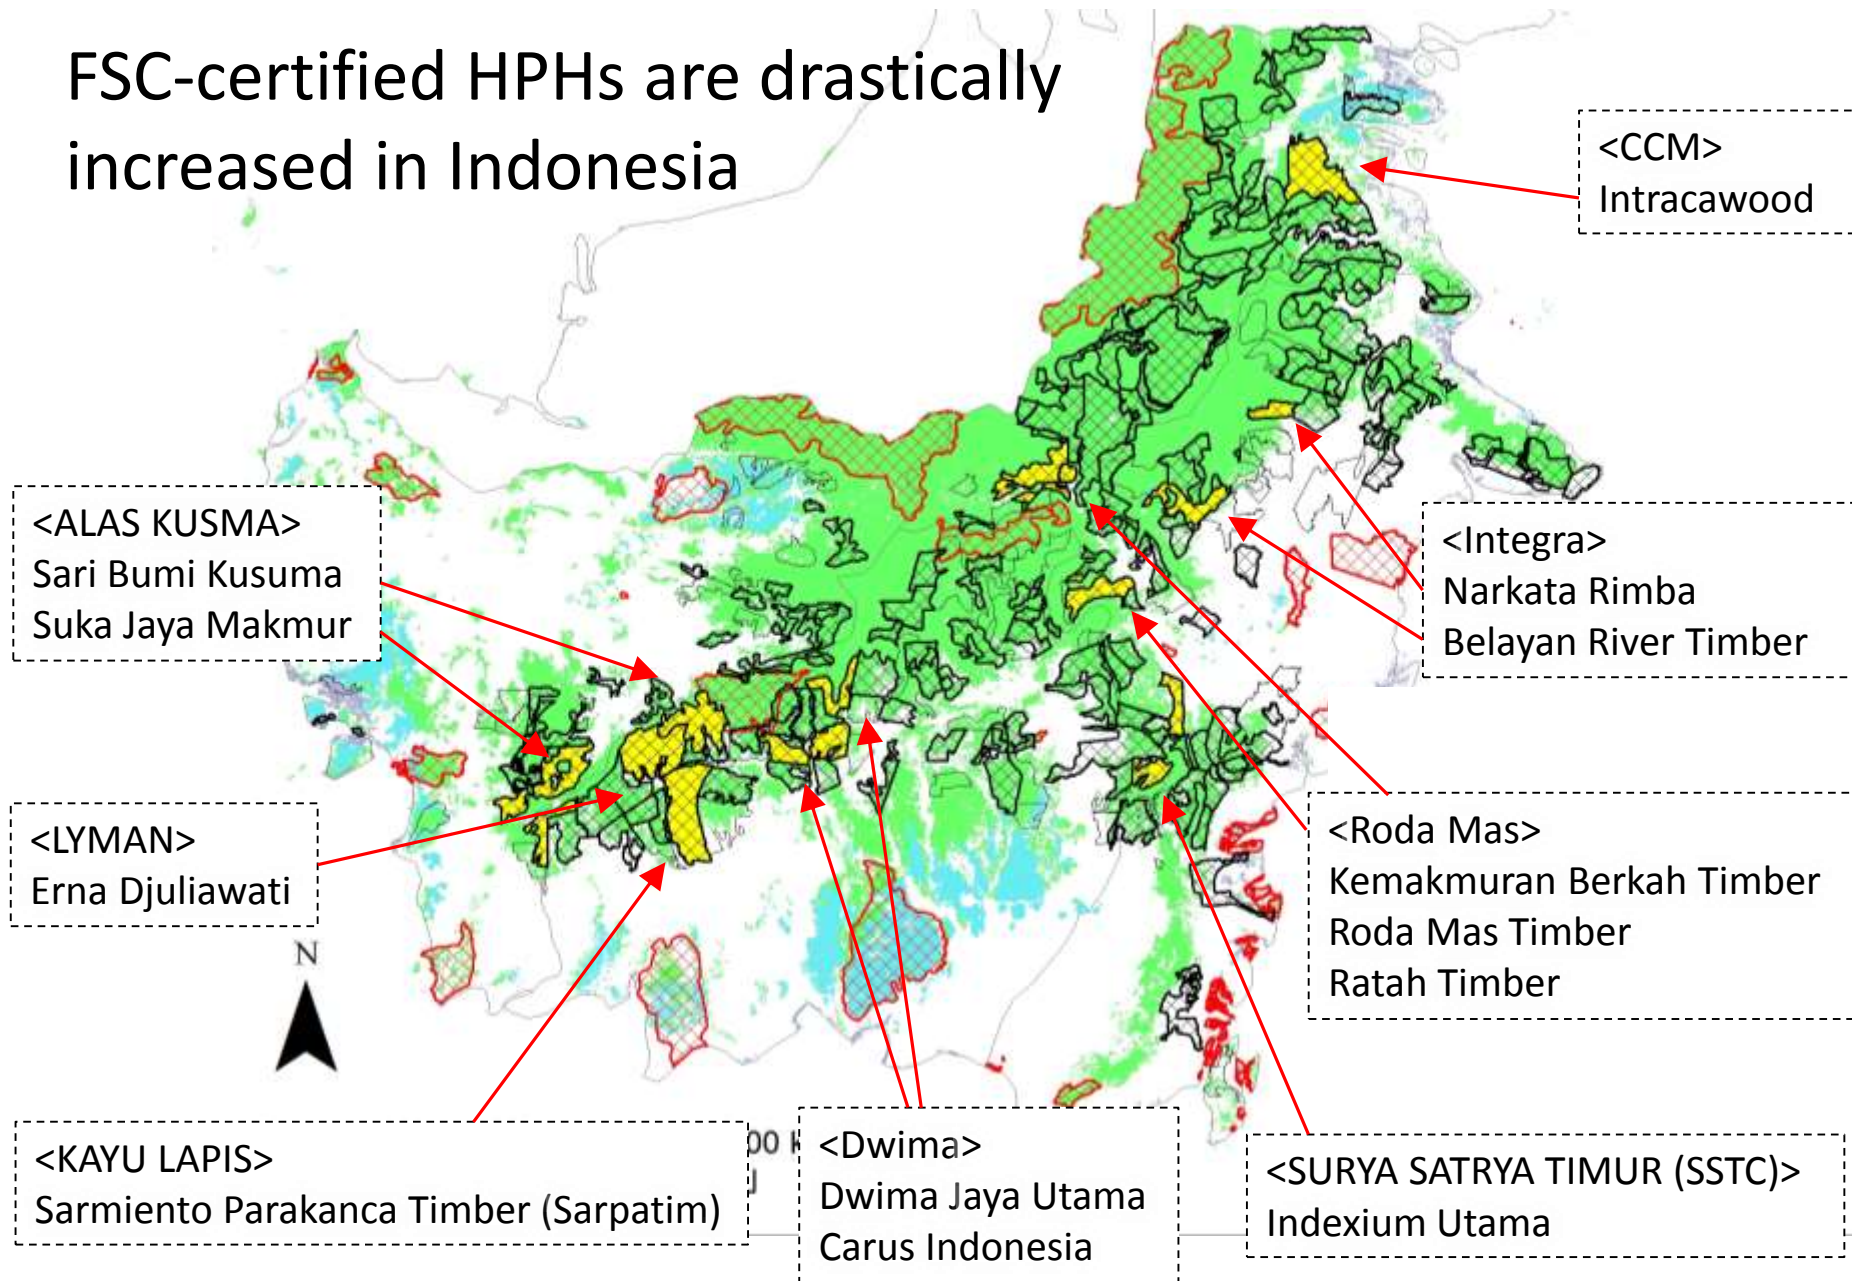 FSC-certified HPHs are drastically
increased in Indonesia
<CCM>
Intracawood
<ALAS KUSMA>
Sari Bumi Kusuma
Suka Jaya Makmur
<Integra>
Narkata Rimba
Belayan River Timber
<LYMAN>
Erna Djuliawati
<Roda Mas>
Kemakmuran Berkah Timber
Roda Mas Timber
Ratah Timber
N
<KAYU LAPIS>
Sarmiento Parakanca Timber (Sarpatim)
<Dwima>
Dwima Jaya Utama
Carus Indonesia
<SURYA SATRYA TIMUR (SSTC)>
Indexium Utama